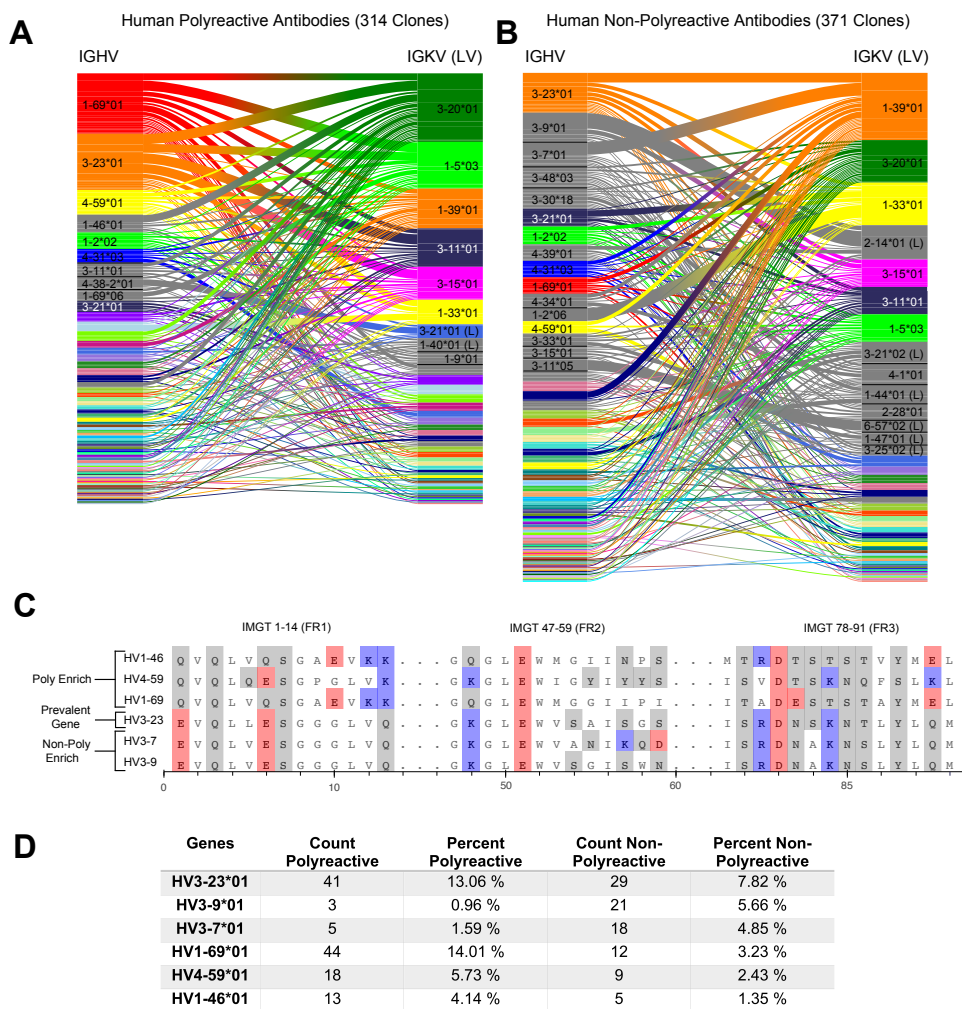 Human Polyreactive Antibodies (314 Clones)
A
IGHV
IGKV (LV)
1-69*01
3-23*01
4-59*01
1-46*01
1-2*02
4-31*03
3-11*01
4-38-2*01
1-69*06
3-21*01
3-20*01
1-5*03
1-39*01
3-11*01
3-15*01
1-33*01
3-21*01 (L)
1-40*01 (L)
1-9*01
Human Non-Polyreactive Antibodies (371 Clones)
B
IGHV
IGKV (LV)
3-23*01
3-9*01
3-7*01
3-48*03
3-30*18
3-21*01
1-2*02
4-39*01
4-31*03
1-69*01
4-34*01
1-2*06
4-59*01
3-33*01
3-15*01
3-11*05
1-39*01
3-20*01
1-33*01
2-14*01 (L)
3-15*01
3-11*01
1-5*03
3-21*02 (L)
4-1*01
1-44*01 (L)
2-28*01
6-57*02 (L)
1-47*01 (L)
3-25*02 (L)
C
IMGT 1-14 (FR1) IMGT 47-59 (FR2) IMGT 78-91 (FR3)
Poly Enrich
Prevalent Gene
Non-Poly Enrich
HV1-46 Q V Q L V Q S G A E V K K . . . G Q G L E W M G I I N P S . . . M T R D T S T S T V Y M E L
HV4-59 Q V Q L Q E S G P G L V K . . . G K G L E W I G Y I Y Y S . . . I S V D T S K N Q F S L K L
HV1-69 Q V Q L V Q S G A E V K K . . . G Q G L E W M G G I I P I . . . I T A D E S T S T A Y M E L
HV3-23 E V Q L L E S G G G L V Q . . . G K G L E W V S A I S G S . . . I S R D N S K N T L Y L Q M
HV3-7 E V Q L V E S G G G L V Q . . . G K G L E W V A N I K Q D . . . I S R D N A K N S L Y L Q M
HV3-9 E V Q L V E S G G G L V Q . . . G K G L E W V S G I S W N . . . I S R D N A K N S L Y L Q M
0 50 60 85
D
Genes Count Polyreactive Percent Polyreactive Count Non-Polyreactive Percent Non-Polyreactive
HV3-23*01 41 13.06 % 29 7.82 %
HV3-9*01 3 0.96 % 21 5.66 %
HV3-7*01 5 1.59 % 18 4.85 %
HV1-69*01 44 14.01 % 12 3.23 %
HV4-59*01 18 5.73 % 9 2.43 %
HV1-46*01 13 4.14 % 5 1.35 %